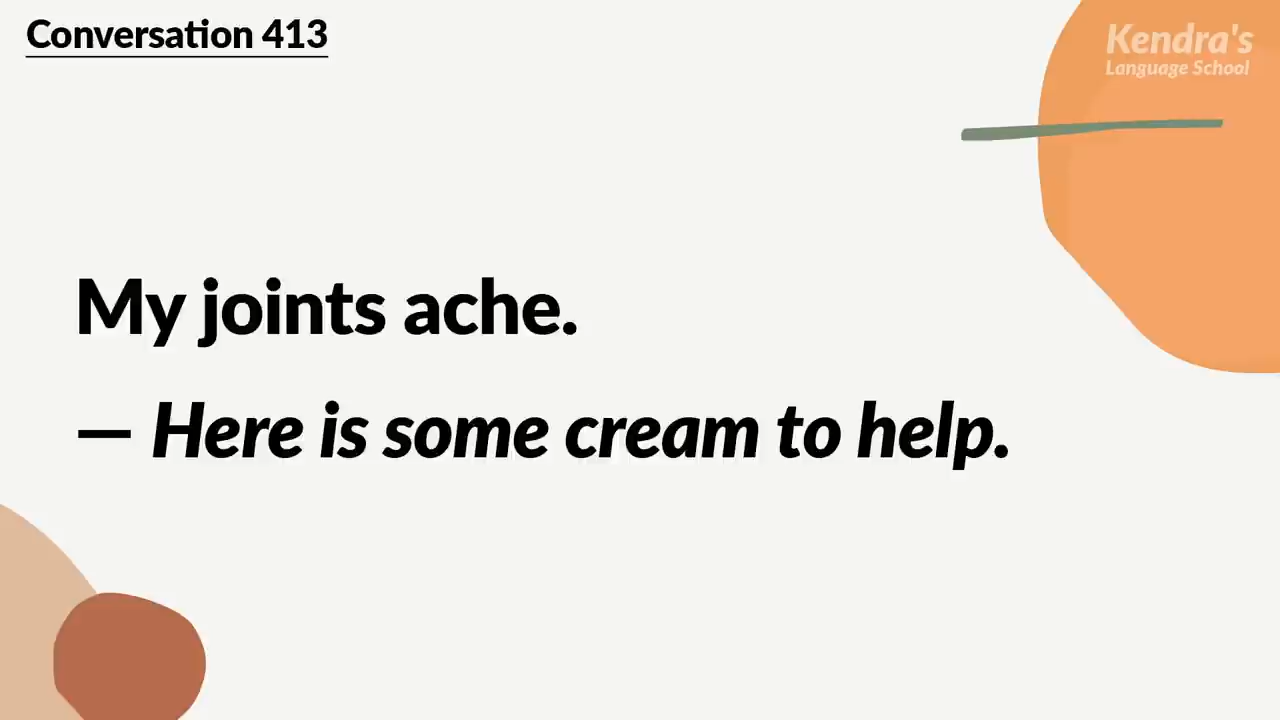 Conversation 413
Kendra's
Language School
My joints ache.
— Here is some cream to help.